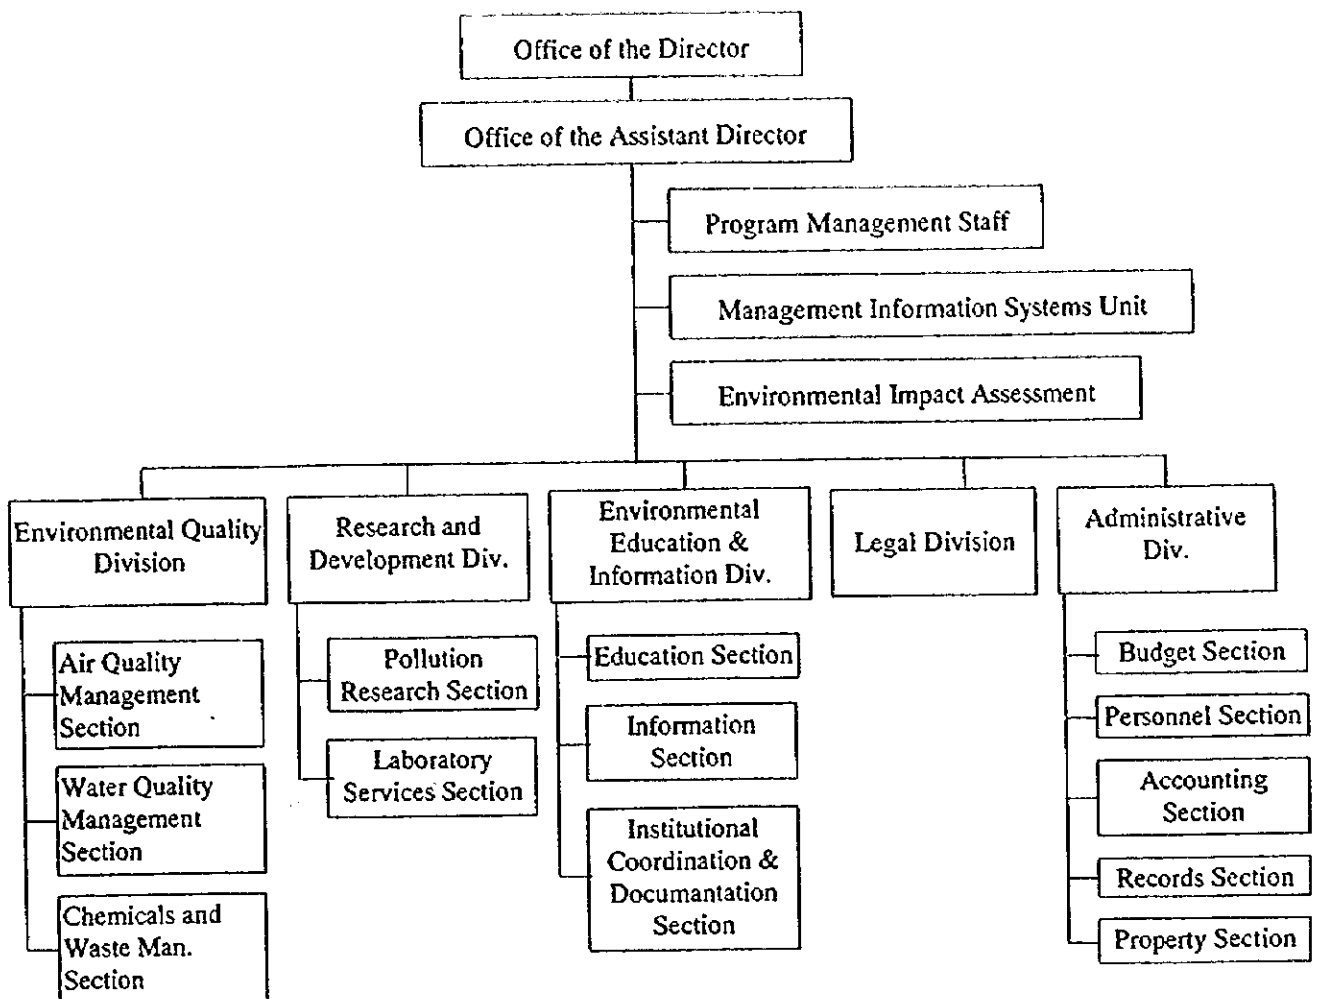 Office of the Director
Office of the Assistant Director
Program Management Staff
Management Information Systems Unit
Environmental Impact Assessment
Environmental Quality
Division
Research and
Development Div.
Environmental
Education &
Information Div.
Legal Division
Administrative
Div.
Air Quality
Management
Section
Water Quality
Management
Section
Chemicals and
Waste Man.
Section
Pollution
Research Section
Laboratory
Services Section
Education Section
Information
Section
Institutional
Coordination &
Documantation
Section
Budget Section
Personnel Section
Accounting
Section
Records Section
Property Section